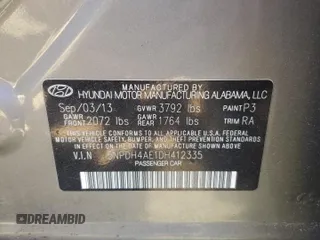 MANUFACTURED BY
HYUNDAI MOTOR MANUFACTURING ALABAMA, LLC
Sep/03/13 GVWR 3792 lbs PAINT P3
GAWR FRONT 2072 lbs GAWR REAR 1764 lbs TRIM RA
THIS VEHICLE CONFORMS TO ALL APPLICABLE FEDERAL
MOTOR VEHICLE SAFETY, BUMPER, AND THEFT PREVENTION STANDARDS
IN EFFECT ON THE DATE OF MANUFACTURE SHOWN ABOVE.
V.I.N 5NPDH4AE1DH412335
PASSENGER CAR
© DREAMBID